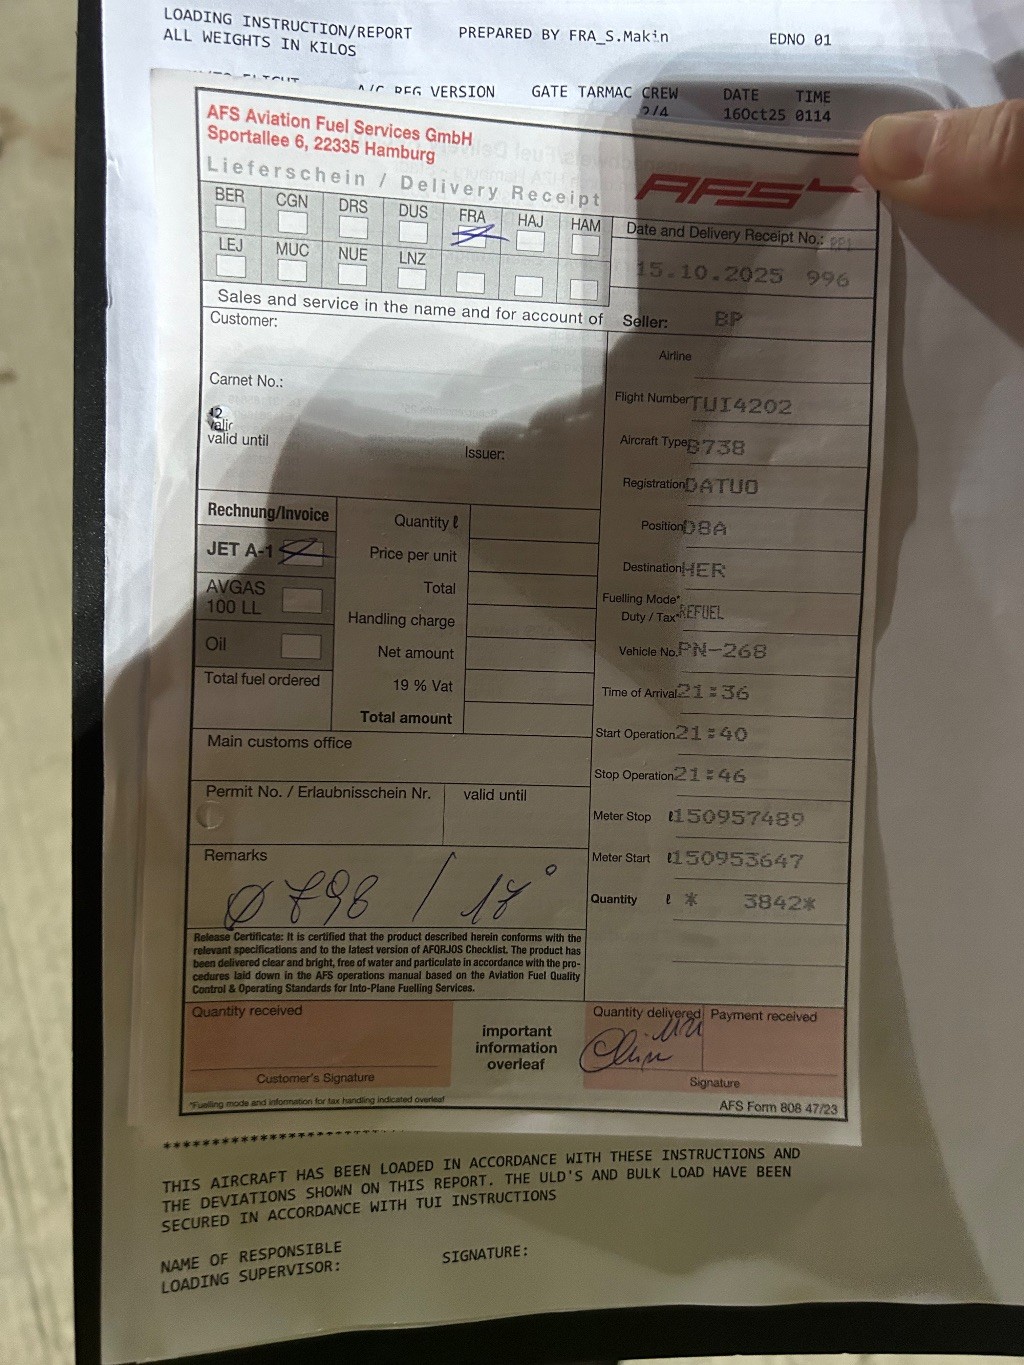 LOADING INSTRUCTION/REPORT PREPARED BY FRA_S.Makin EDNO 01
ALL WEIGHTS IN KILOS
FLIGHT A/C REG VERSION GATE TARMAC CREW DATE TIME
2/4 16Oct25 0114
AFS Aviation Fuel Services GmbH
Sportallee 6, 22335 Hamburg
Lieferschein / Delivery Receipt
AFS
BER CGN DRS DUS FRA HAJ HAM
LEJ MUC NUE LNZ
Date and Delivery Receipt No.:
15.10.2025 996
Sales and service in the name and for account of
Seller: BP
Customer:
Airline
Carnet No.:
Flight Number TUI4202
valid until
Issuer:
Aircraft Type B738
Registration DATUO
Position D8A
Destination HER
Fuelling Mode*
Duty / Tax* REFUEL
Vehicle No. PN-268
Time of Arrival 21:36
Start Operation 21:40
Stop Operation 21:46
Meter Stop ℓ 150957489
Meter Start ℓ 150953647
Quantity ℓ * 3842*
Rechnung/Invoice
JET A-1
AVGAS
100 LL
Oil
Total fuel ordered
Quantity ℓ
Price per unit
Total
Handling charge
Net amount
19 % Vat
Total amount
Main customs office
Permit No. / Erlaubnisschein Nr. valid until
Remarks
0798 / 17°
Release Certificate: It is certified that the product described herein conforms with the
relevant specifications and to the latest version of AFQRJOS Checklist. The product has
been delivered clear and bright, free of water and particulate in accordance with the pro-
cedures laid down in the AFS operations manual based on the Aviation Fuel Quality
Control & Operating Standards for Into-Plane Fuelling Services.
Quantity received
Customer's Signature
important
information
overleaf
Quantity delivered
Payment received
Signature
*Fuelling mode and information for tax handling indicated overleaf
AFS Form 808 47/23
THIS AIRCRAFT HAS BEEN LOADED IN ACCORDANCE WITH THESE INSTRUCTIONS AND
THE DEVIATIONS SHOWN ON THIS REPORT. THE ULD'S AND BULK LOAD HAVE BEEN
SECURED IN ACCORDANCE WITH TUI INSTRUCTIONS
NAME OF RESPONSIBLE
LOADING SUPERVISOR:
SIGNATURE: